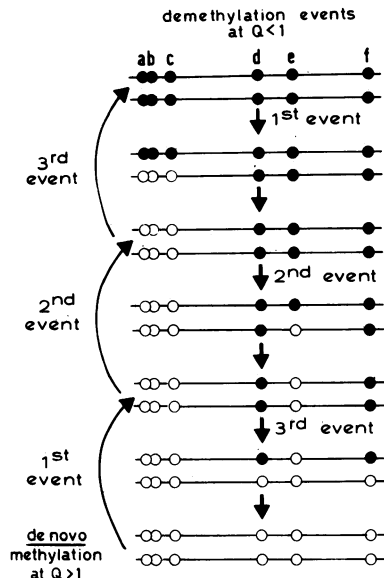 demethylation events
at Q<1
ab c d e f
1st event
3rd
event
2nd event
2nd
event
3rd event
1st
event
de novo
methylation
at Q>1